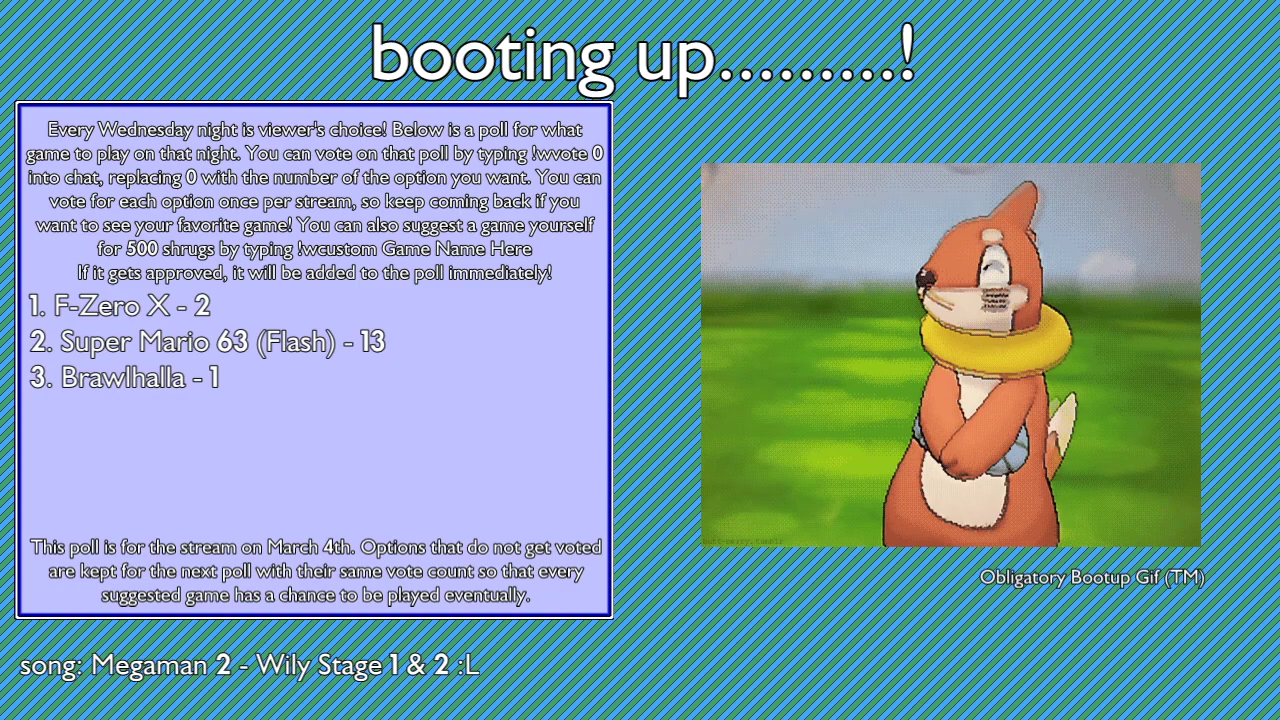 booting up.........!
Every Wednesday night is viewer's choice! Below is a poll for what
game to play on that night. You can vote on that poll by typing !wvote 0
into chat, replacing 0 with the number of the option you want. You can
vote for each option once per stream, so keep coming back if you
want to see your favorite game! You can also suggest a game yourself
for 500 shrugs by typing !wcustom Game Name Here
If it gets approved, it will be added to the poll immediately!
1. F-Zero X - 2
2. Super Mario 63 (Flash) - 13
3. Brawlhalla - 1
This poll is for the stream on March 4th. Options that do not get voted
are kept for the next poll with their same vote count so that every
suggested game has a chance to be played eventually.
Obligatory Bootup Gif (TM)
song: Megaman 2 - Wily Stage 1 & 2 :L